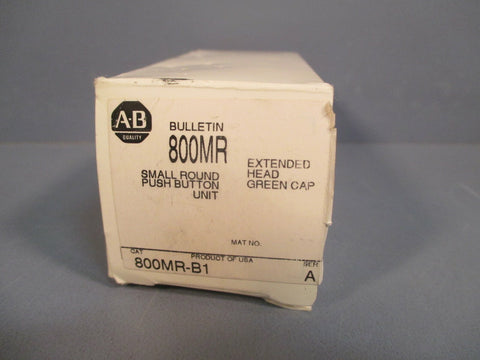 A-B
QUALITY
BULLETIN
800MR
SMALL ROUND
PUSH BUTTON
UNIT
EXTENDED
HEAD
GREEN CAP
MAT NO.
CAT
PRODUCT OF USA
SER
800MR-B1
A